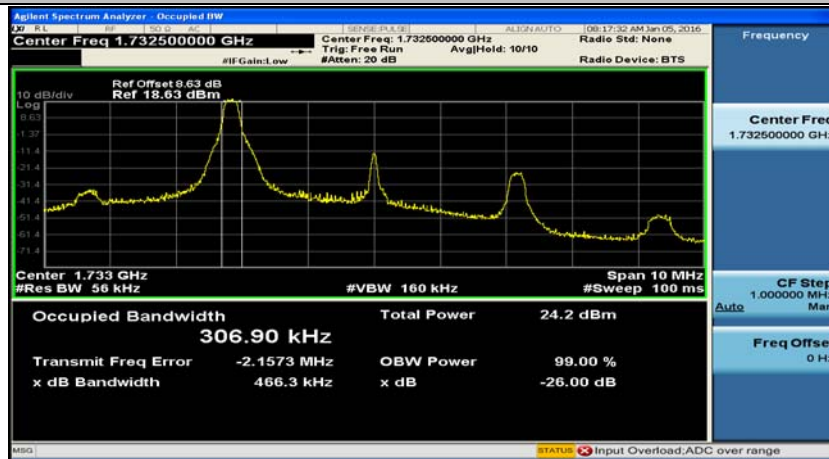 Agilent Spectrum Analyzer - Occupied BW
RL RF 50 Ω AC SENSE:PULSE ALIGN AUTO 08:17:32 AM Jan 05, 2016
Center Freq 1.732500000 GHz
Center Freq: 1.732500000 GHz
Radio Std: None
Trig: Free Run Avg|Hold: 10/10
#IFGain:Low #Atten: 20 dB Radio Device: BTS
Frequency
Ref Offset 8.63 dB
10 dB/div Ref 18.63 dBm
Log
8.63
-1.37
-11.4
-21.4
-31.4
-41.4
-51.4
-61.4
-71.4
Center Freq
1.732500000 GHz
Center 1.733 GHz Span 10 MHz
#Res BW 56 kHz #VBW 160 kHz #Sweep 100 ms
CF Step
1.000000 MHz
Auto Man
Occupied Bandwidth Total Power 24.2 dBm
306.90 kHz
Transmit Freq Error -2.1573 MHz OBW Power 99.00 %
x dB Bandwidth 466.3 kHz x dB -26.00 dB
Freq Offset
0 Hz
MSG STATUS Input Overload;ADC over range